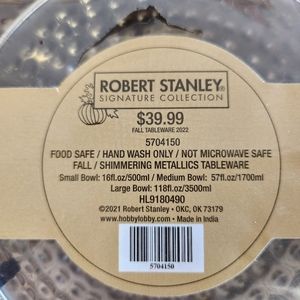 ROBERT STANLEY®
SIGNATURE COLLECTION
$39.99
FALL TABLEWARE 2022
5704150
FOOD SAFE / HAND WASH ONLY / NOT MICROWAVE SAFE
FALL / SHIMMERING METALLICS TABLEWARE
Small Bowl: 16fl.oz/500ml / Medium Bowl: 57fl.oz/1700ml
Large Bowl: 118fl.oz/3500ml
HL9180490
©2021 Robert Stanley • OKC, OK 73179
www.hobbylobby.com • Made in India
5704150